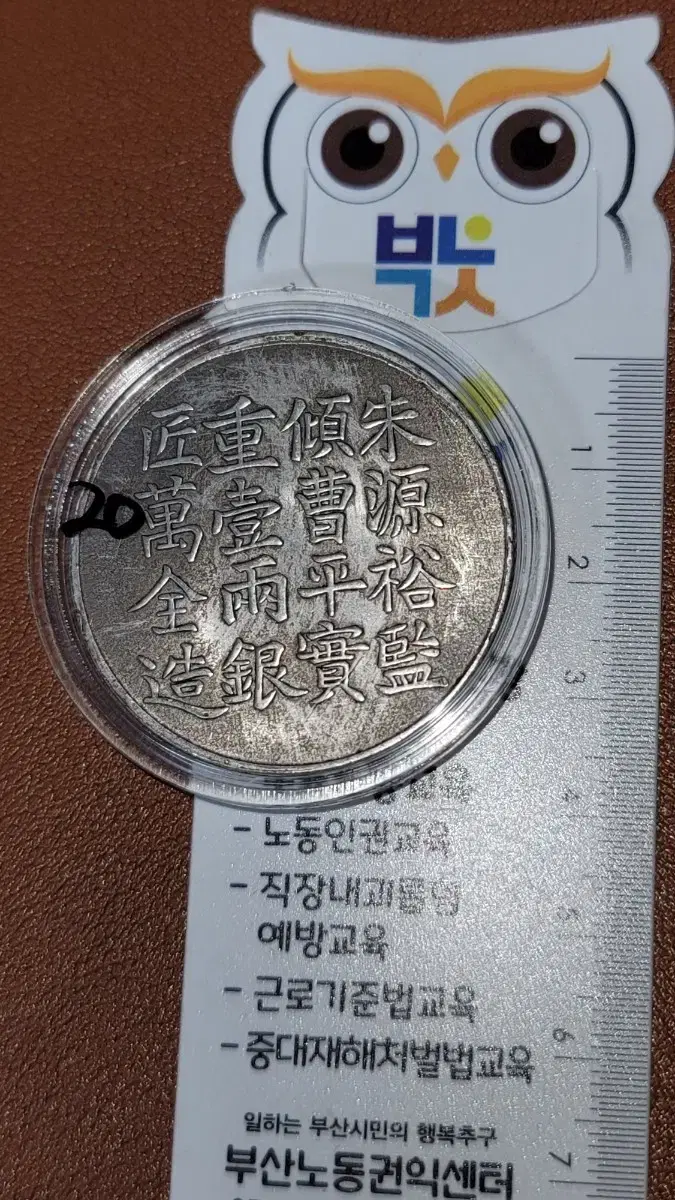 벅낫
朱源裕監
傾曹平實
重壹兩銀
匠萬全造
20
1
2
3
4
5
6
7
- 노동인권교육
- 직장내괴롭힘
예방교육
- 근로기준법교육
- 중대재해처벌법교육
일하는 부산시민의 행복추구
부산노동권익센터